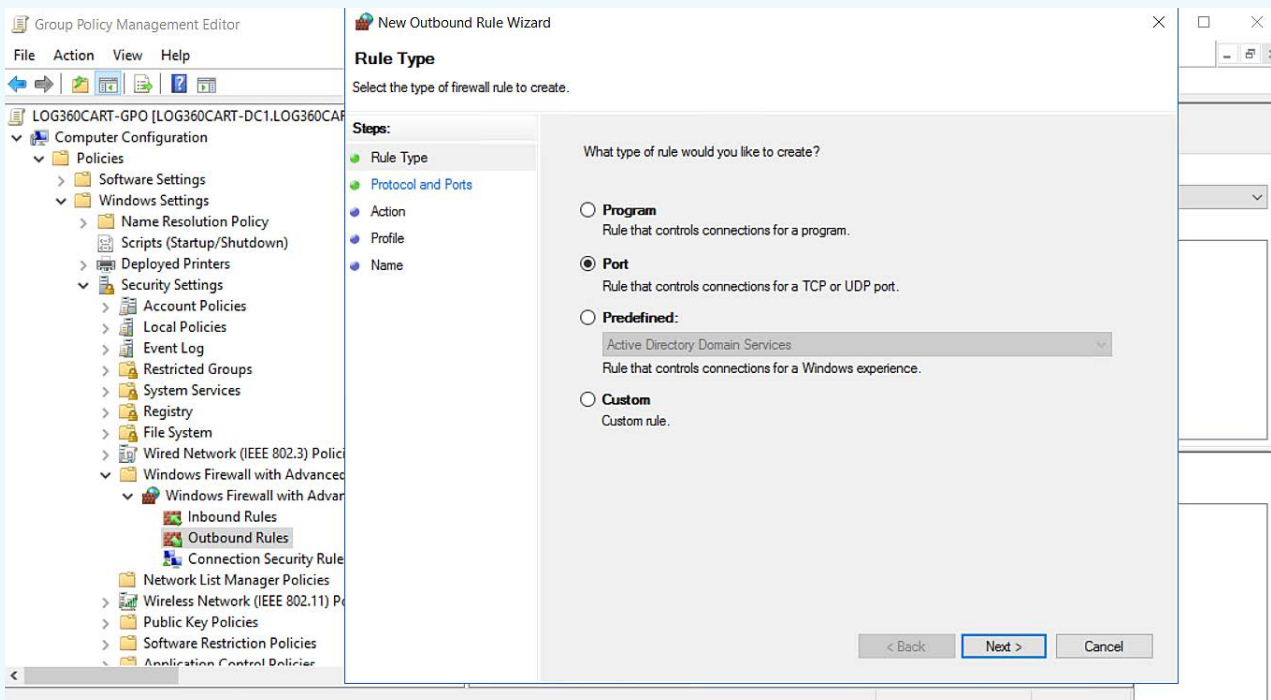 Group Policy Management Editor
File Action View Help
LOG360CART-GPO [LOG360CART-DC1.LOG360CAR
Computer Configuration
Policies
Software Settings
Windows Settings
Name Resolution Policy
Scripts (Startup/Shutdown)
Deployed Printers
Security Settings
Account Policies
Local Policies
Event Log
Restricted Groups
System Services
Registry
File System
Wired Network (IEEE 802.3) Polici
Windows Firewall with Advanced
Windows Firewall with Advan
Inbound Rules
Outbound Rules
Connection Security Rule
Network List Manager Policies
Wireless Network (IEEE 802.11) Po
Public Key Policies
Software Restriction Policies
Application Control Policies
New Outbound Rule Wizard
Rule Type
Select the type of firewall rule to create.
Steps:
Rule Type
Protocol and Ports
Action
Profile
Name
What type of rule would you like to create?
Program
Rule that controls connections for a program.
Port
Rule that controls connections for a TCP or UDP port.
Predefined:
Active Directory Domain Services
Rule that controls connections for a Windows experience.
Custom
Custom rule.
< Back Next > Cancel